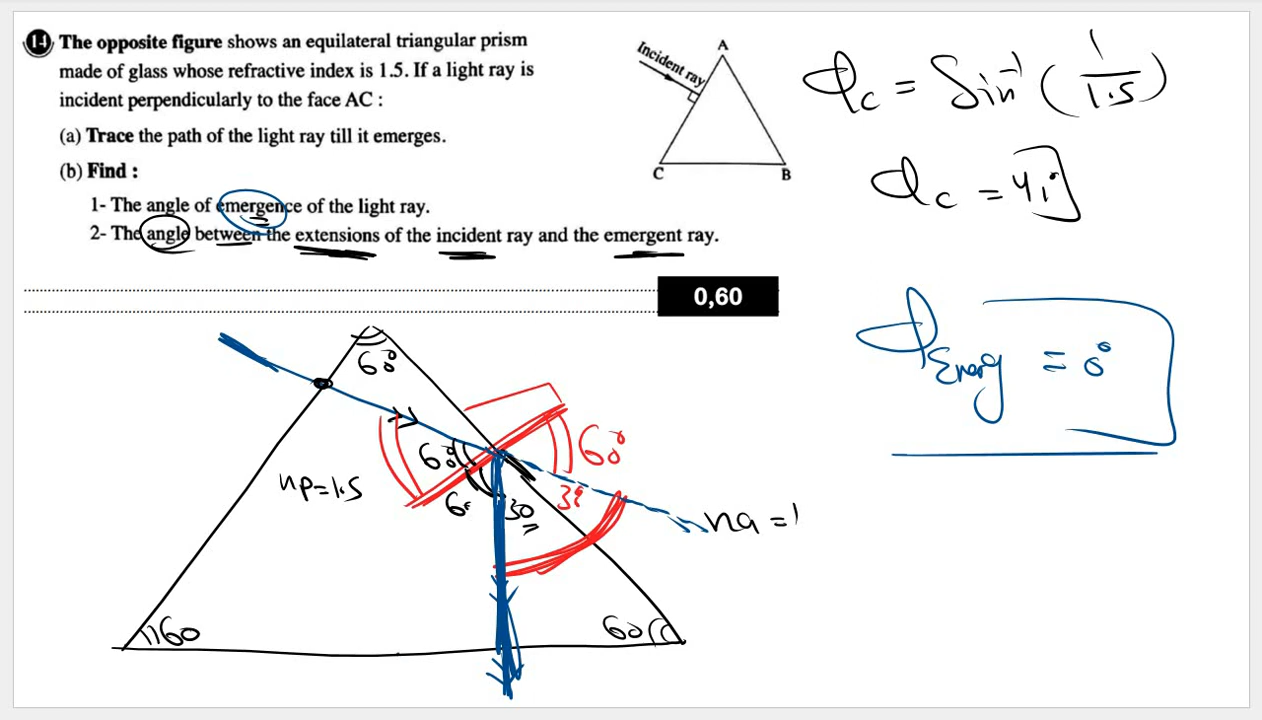 14 The opposite figure shows an equilateral triangular prism
made of glass whose refractive index is 1.5. If a light ray is
incident perpendicularly to the face AC :
(a) Trace the path of the light ray till it emerges.
(b) Find :
1- The angle of emergence of the light ray.
2- The angle between the extensions of the incident ray and the emergent ray.
Incident ray
A
C
B
ϕc = Sin⁻¹ ( 1/1.5 )
ϕc = 41°
0,60
ϕEmerg = 0°
60°
60°
60°
60
30
30
np=1.5
na =1
60
60